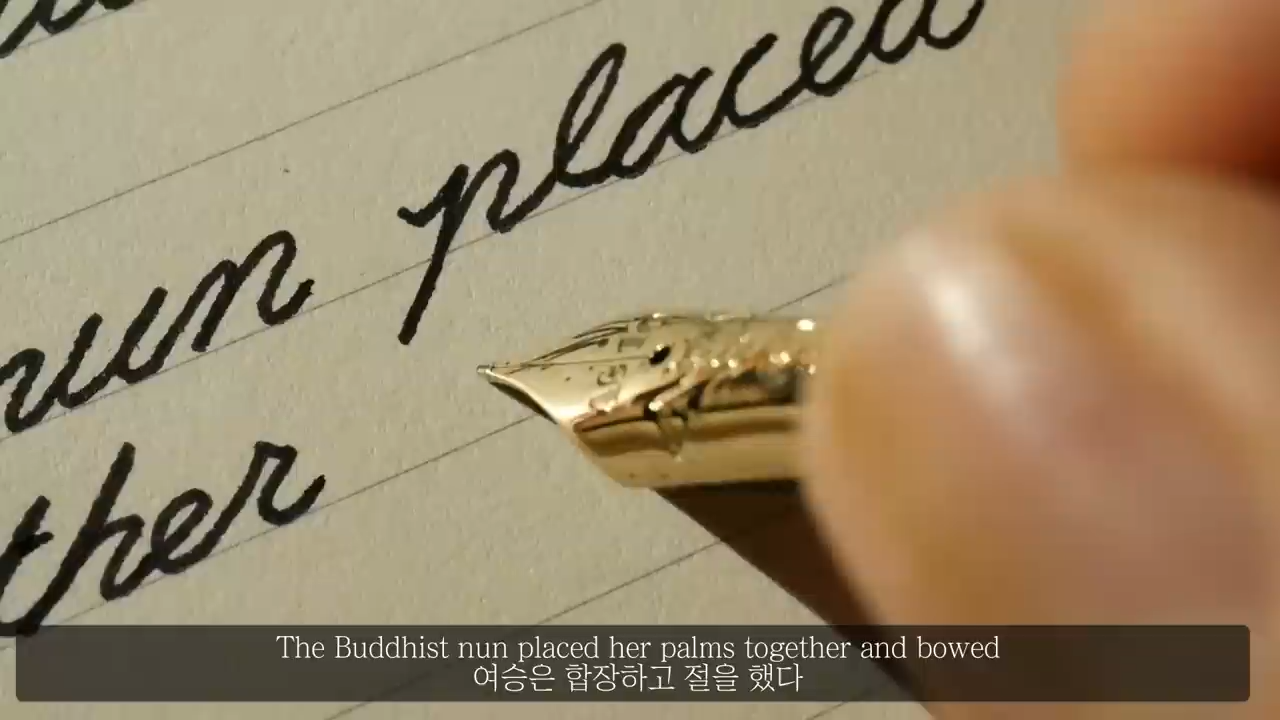 nun placed
ther
The Buddhist nun placed her palms together and bowed
여승은 합장하고 절을 했다